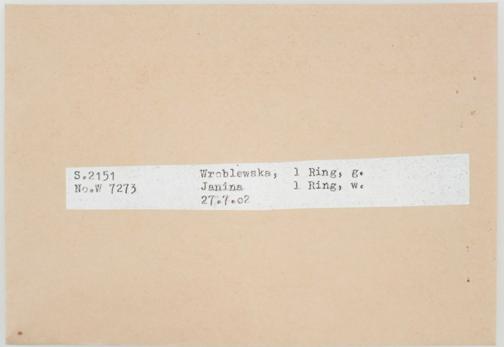 S.2151 Wroblewska, 1 Ring, g.
No.W 7273 Janina 1 Ring, w.
27.7.02